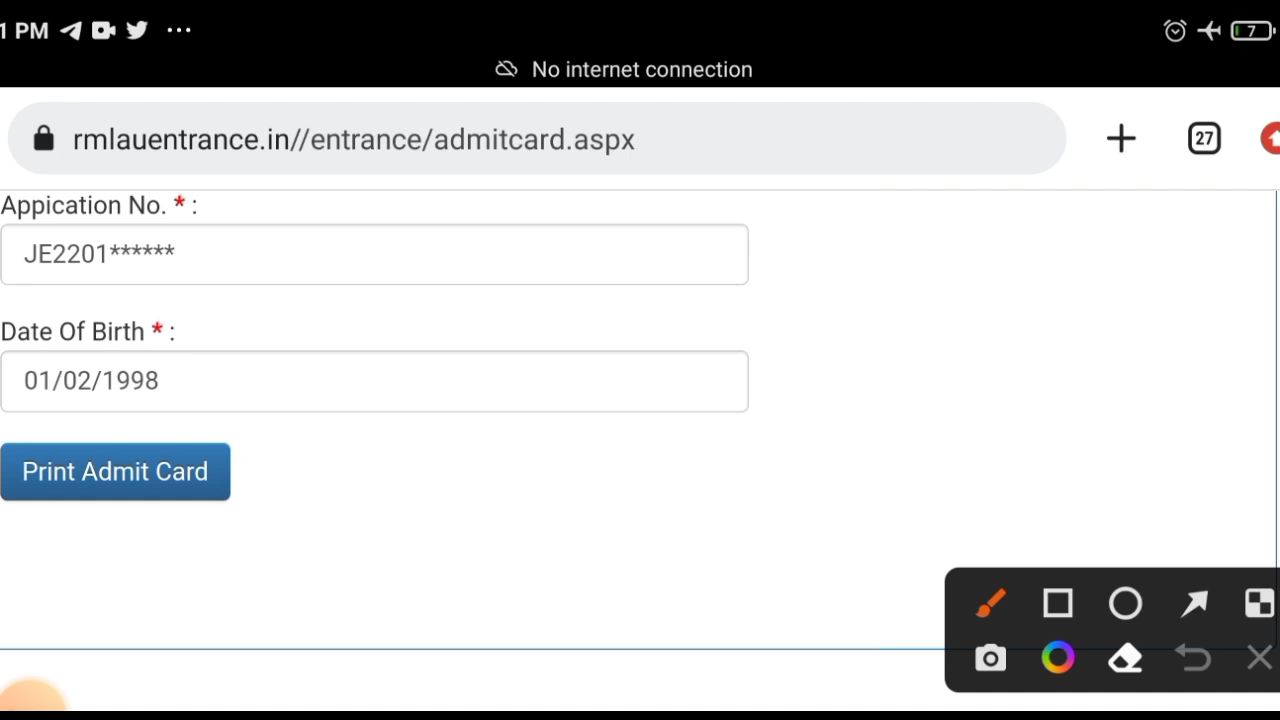 1 PM ...
7
No internet connection
rmlauentrance.in//entrance/admitcard.aspx
27
Appication No. * :
JE2201******
Date Of Birth * :
01/02/1998
Print Admit Card